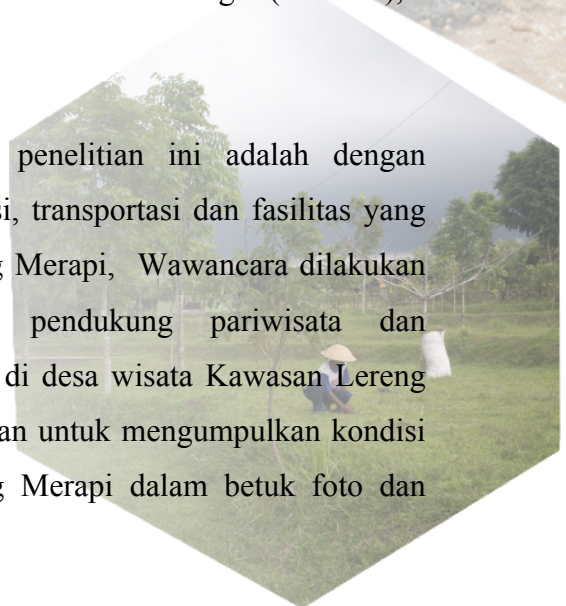 penelitian ini adalah dengan
si, transportasi dan fasilitas yang
g Merapi, Wawancara dilakukan
pendukung pariwisata dan
di desa wisata Kawasan Lereng
an untuk mengumpulkan kondisi
g Merapi dalam betuk foto dan